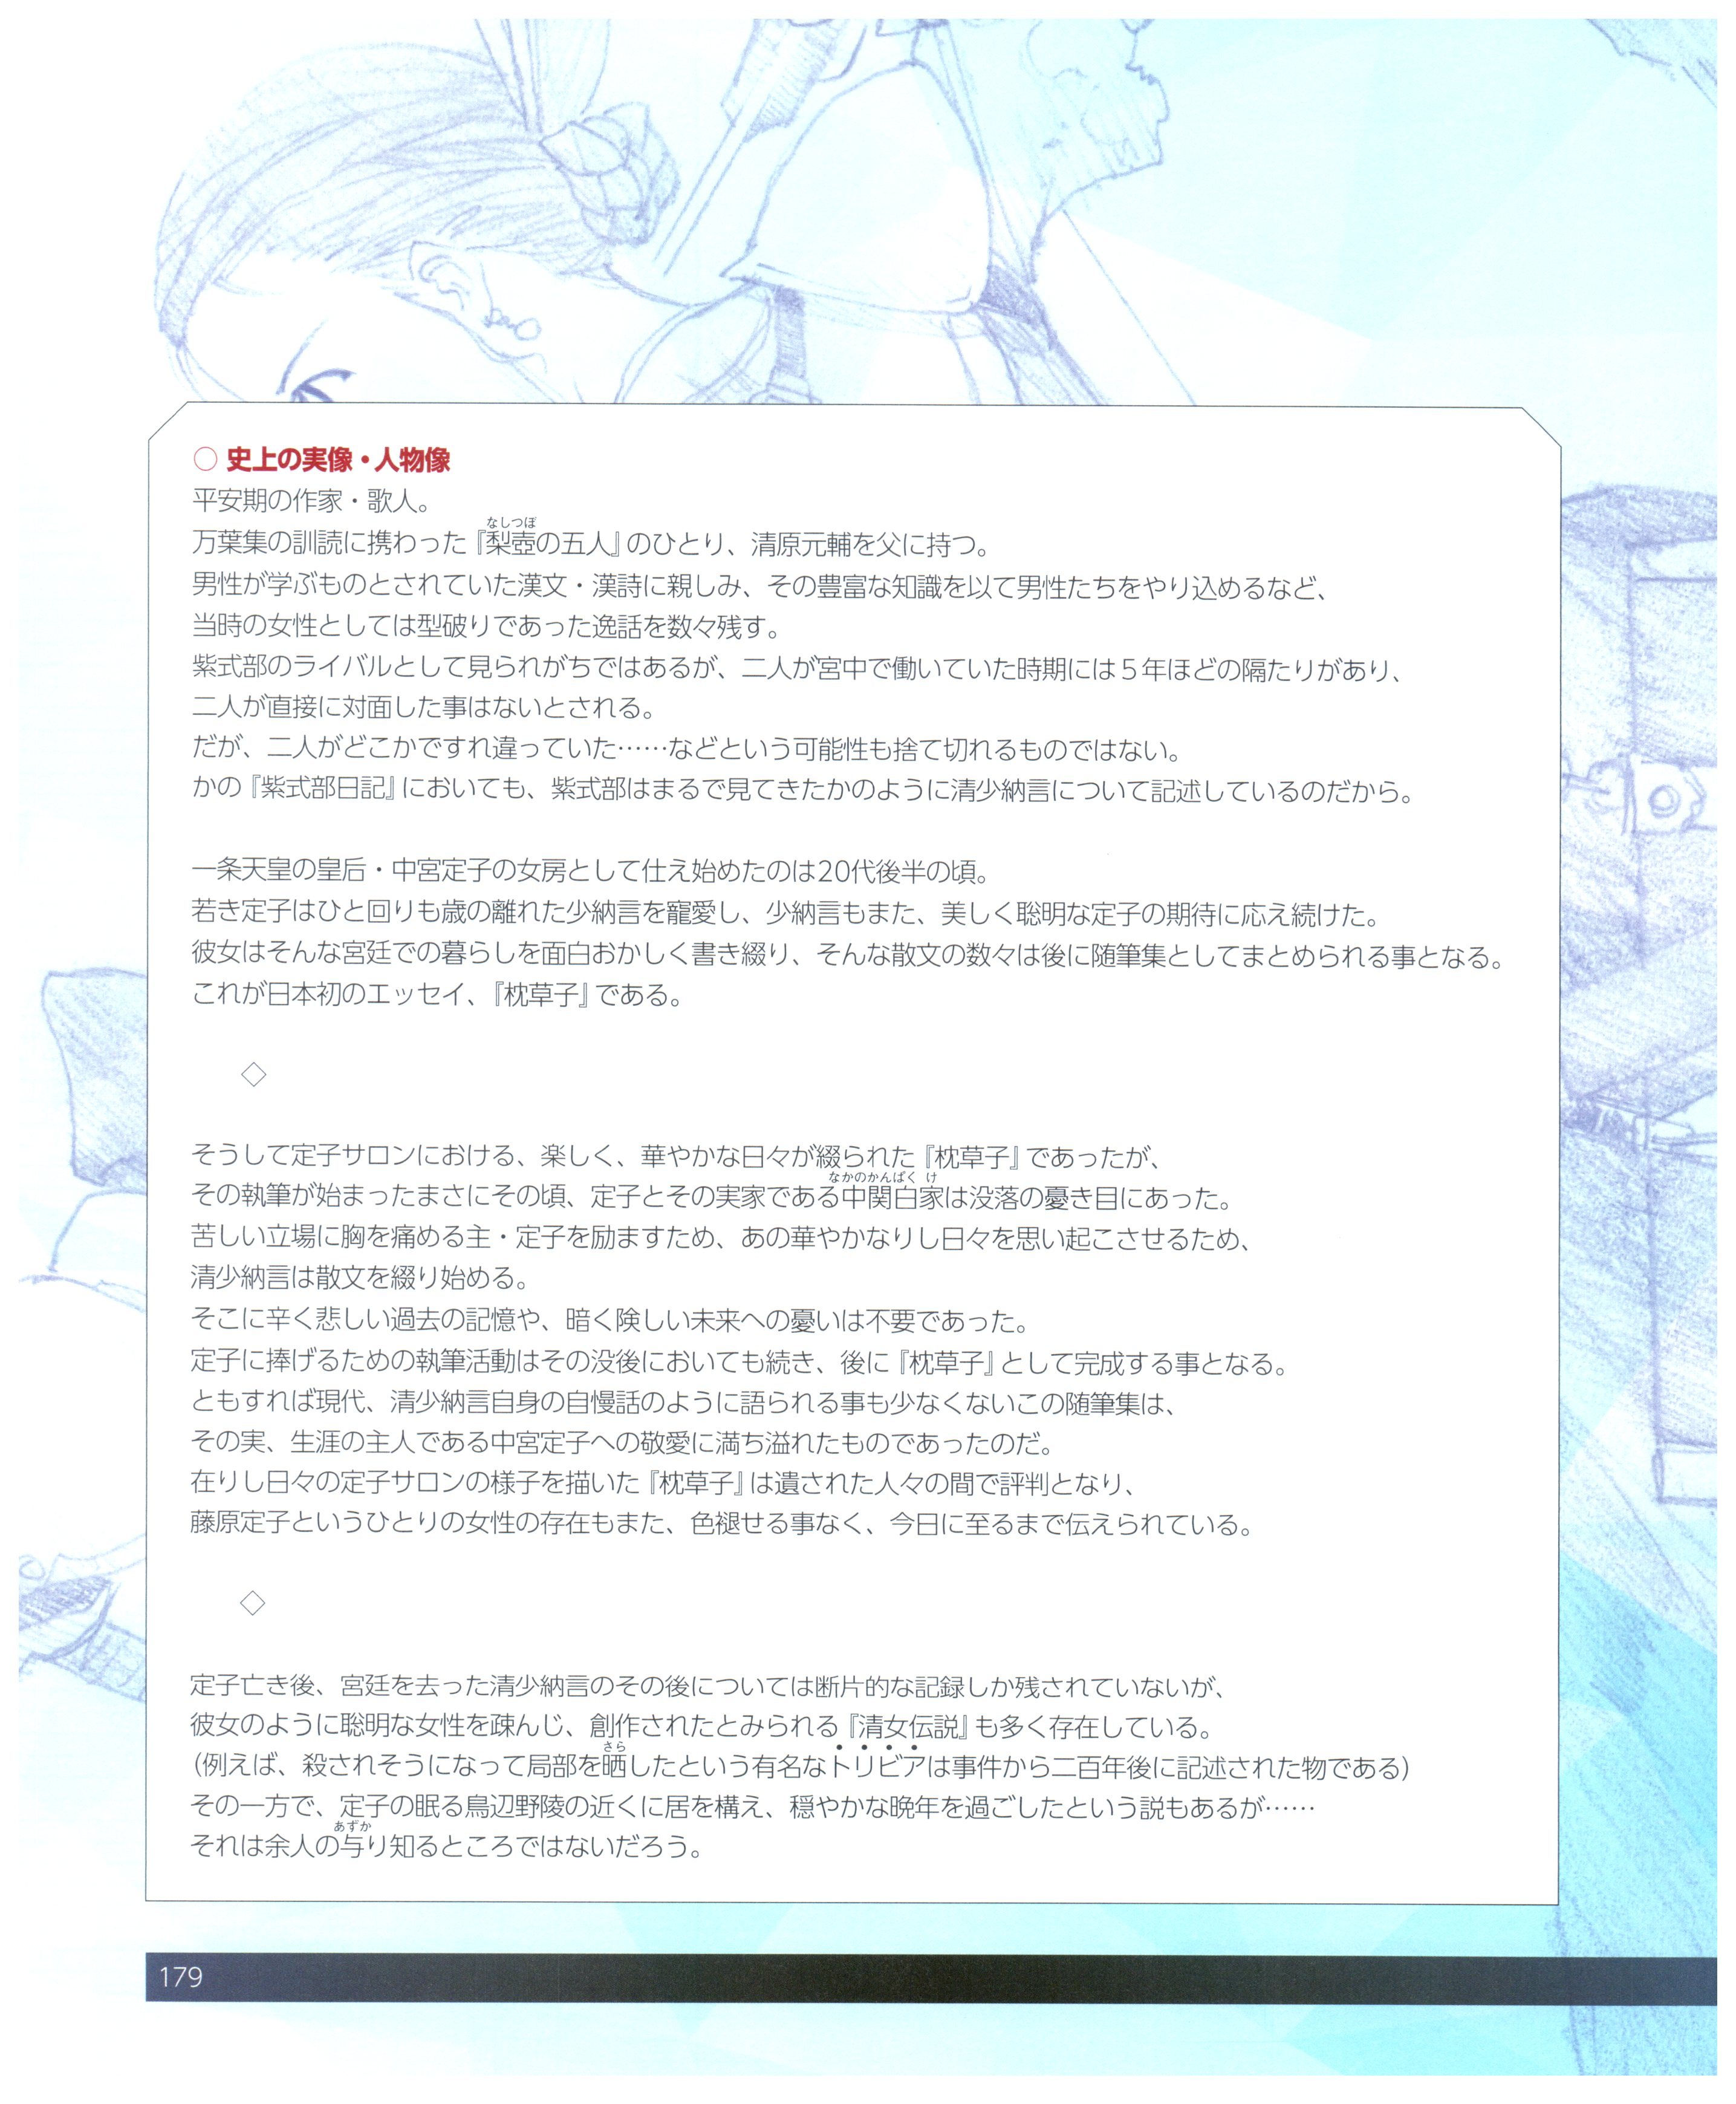 ○ 史上の実像・人物像
平安期の作家・歌人。
万葉集の訓読に携わった『梨壺の五人』のひとり、清原元輔を父に持つ。
男性が学ぶものとされていた漢文・漢詩に親しみ、その豊富な知識を以て男性たちをやり込めるなど、
当時の女性としては型破りであった逸話を数々残す。
紫式部のライバルとして見られがちではあるが、二人が宮中で働いていた時期には5年ほどの隔たりがあり、
二人が直接に対面した事はないとされる。
だが、二人がどこかですれ違っていた……などという可能性も捨て切れるものではない。
かの『紫式部日記』においても、紫式部はまるで見てきたかのように清少納言について記述しているのだから。
一条天皇の皇后・中宮定子の女房として仕え始めたのは20代後半の頃。
若き定子はひと回りも歳の離れた少納言を寵愛し、少納言もまた、美しく聡明な定子の期待に応え続けた。
彼女はそんな宮廷での暮らしを面白おかしく書き綴り、そんな散文の数々は後に随筆集としてまとめられる事となる。
これが日本初のエッセイ、『枕草子』である。
◇
そうして定子サロンにおける、楽しく、華やかな日々が綴られた『枕草子』であったが、
その執筆が始まったまさにその頃、定子とその実家である中関白家は没落の憂き目にあった。
苦しい立場に胸を痛める主・定子を励ますため、あの華やかなりし日々を思い起こさせるため、
清少納言は散文を綴り始める。
そこに辛く悲しい過去の記憶や、暗く険しい未来への憂いは不要であった。
定子に捧げるための執筆活動はその没後においても続き、後に『枕草子』として完成する事となる。
ともすれば現代、清少納言自身の自慢話のように語られる事も少なくないこの随筆集は、
その実、生涯の主人である中宮定子への敬愛に満ち溢れたものであったのだ。
在りし日々の定子サロンの様子を描いた『枕草子』は遺された人々の間で評判となり、
藤原定子というひとりの女性の存在もまた、色褪せる事なく、今日に至るまで伝えられている。
◇
定子亡き後、宮廷を去った清少納言のその後については断片的な記録しか残されていないが、
彼女のように聡明な女性を疎んじ、創作されたとみられる『清女伝説』も多く存在している。
(例えば、殺されそうになって局部を晒したという有名なトリビアは事件から二百年後に記述された物である)
その一方で、定子の眠る鳥辺野陵の近くに居を構え、穏やかな晩年を過ごしたという説もあるが……
それは余人の与り知るところではないだろう。
179